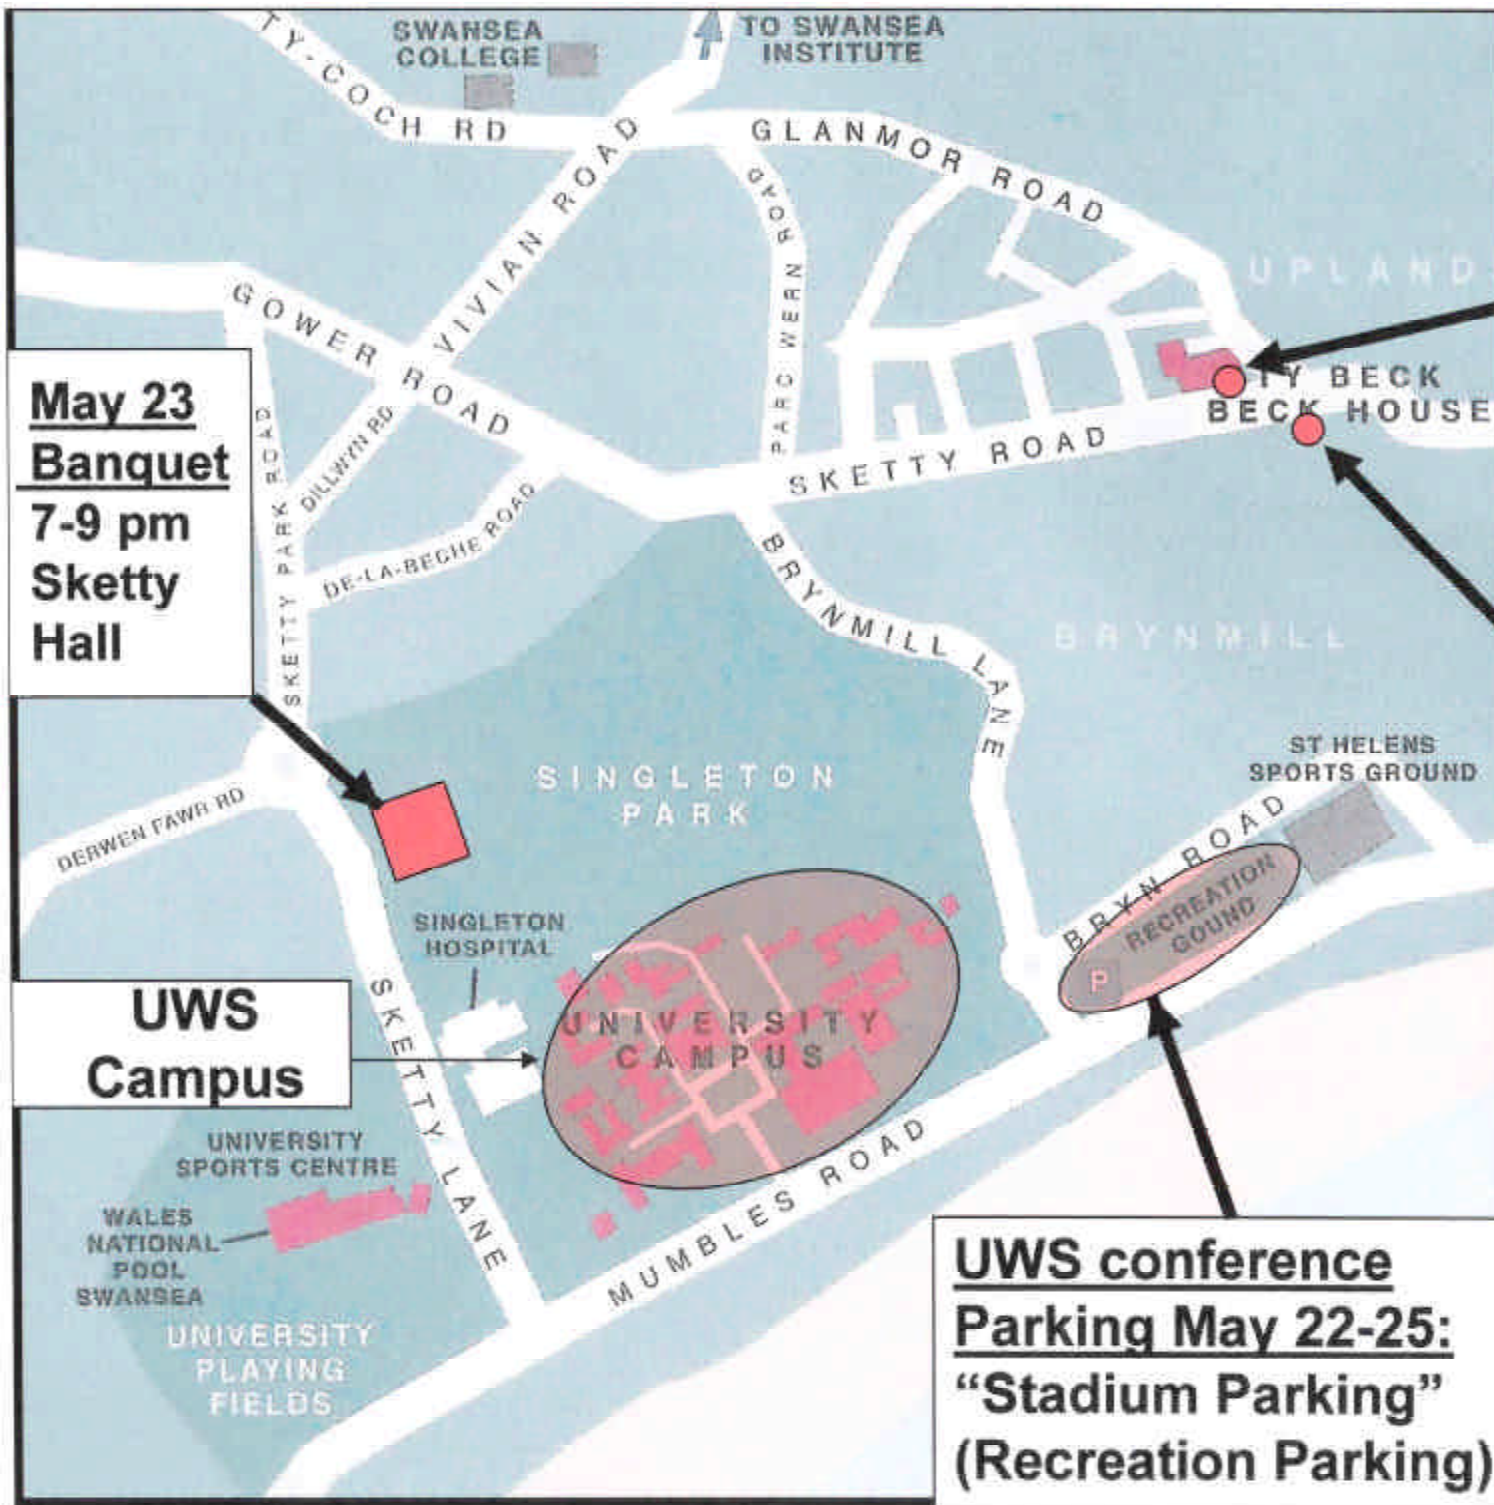 SWANSEA
COLLEGE
TO SWANSEA
INSTITUTE
TY-COCH RD
GLANMOR ROAD
VIVIAN ROAD
PARC WERN ROAD
UPLAND
GOWER ROAD
TY BECK
BECK HOUSE
May 23
Banquet
7-9 pm
Sketty
Hall
SKETTY PARK ROAD
DILLWYN RD
DE-LA-BECHE ROAD
SKETTY ROAD
BRYNMILL LANE
BRYNMILL
ST HELENS
SPORTS GROUND
SINGLETON
PARK
DERWEN FAWR RD
BRYN ROAD
RECREATION
GOUND
P
SINGLETON
HOSPITAL
UWS
Campus
UNIVERSITY
CAMPUS
SKETTY LANE
MUMBLES ROAD
UNIVERSITY
SPORTS CENTRE
WALES
NATIONAL
POOL
SWANSEA
UNIVERSITY
PLAYING
FIELDS
UWS conference
Parking May 22-25:
“Stadium Parking”
(Recreation Parking)